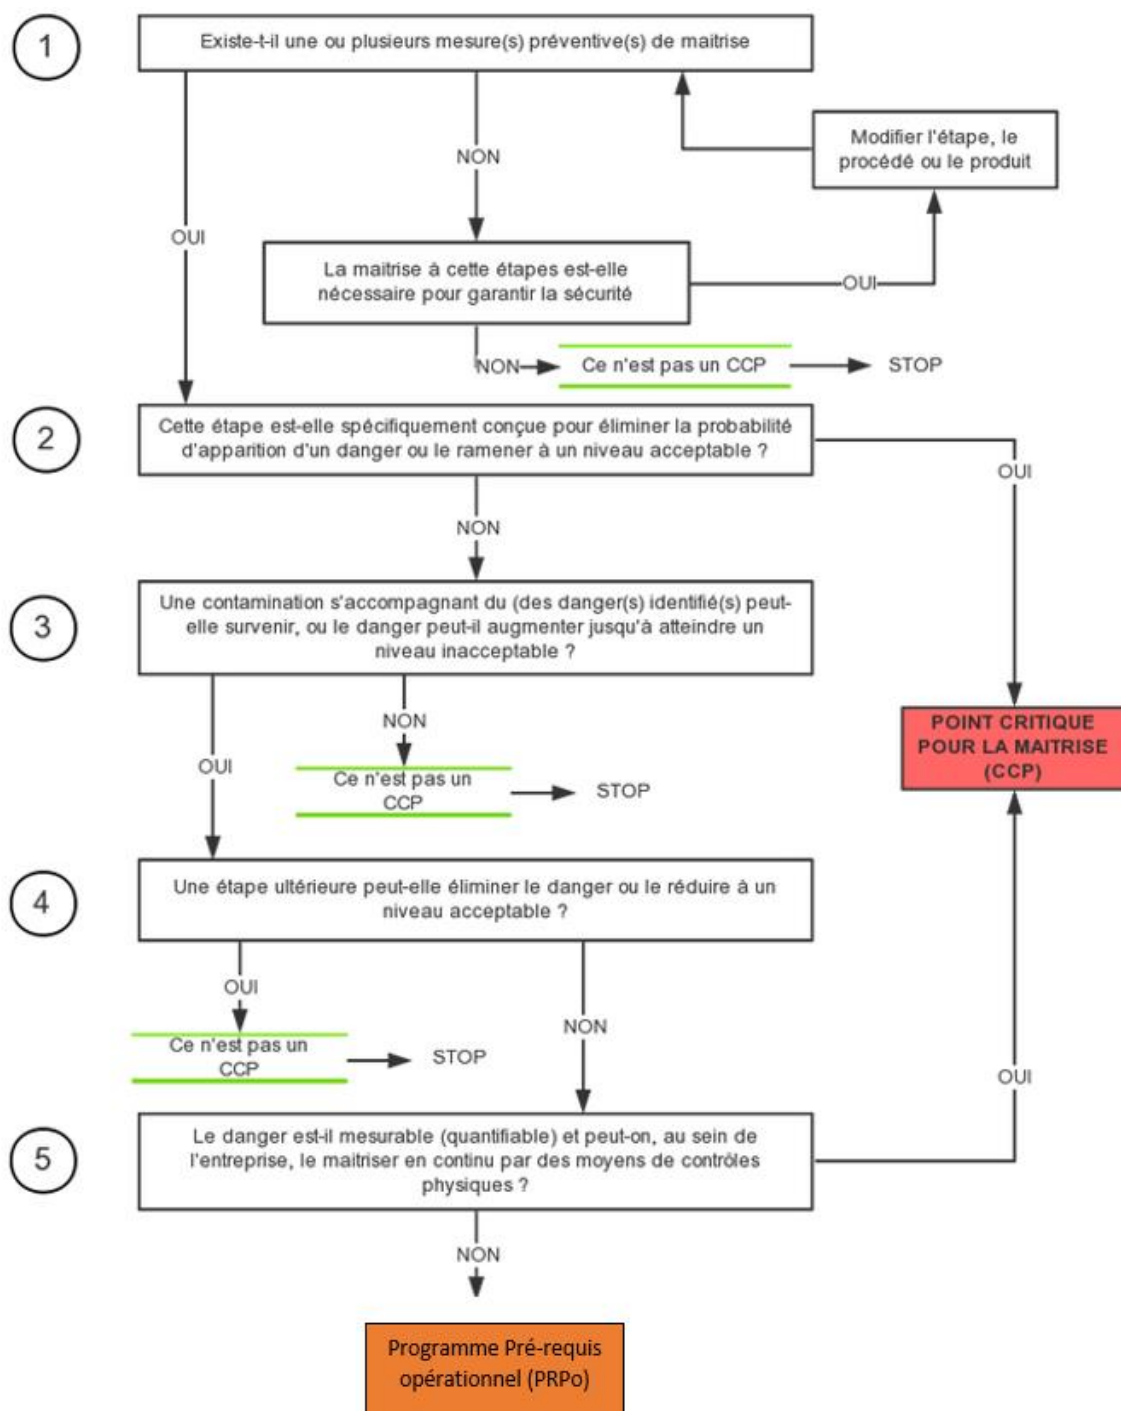 1
Existe-t-il une ou plusieurs mesure(s) préventive(s) de maitrise
Modifier l'étape, le
procédé ou le produit
NON
OUI
La maitrise à cette étapes est-elle
nécessaire pour garantir la sécurité
OUI
NON
Ce n'est pas un CCP
STOP
2
Cette étape est-elle spécifiquement conçue pour éliminer la probabilité
d'apparition d'un danger ou le ramener à un niveau acceptable ?
OUI
NON
3
Une contamination s'accompagnant du (des danger(s) identifié(s) peut-
elle survenir, ou le danger peut-il augmenter jusqu'à atteindre un
niveau inacceptable ?
NON
OUI
Ce n'est pas un
CCP
STOP
POINT CRITIQUE
POUR LA MAITRISE
(CCP)
4
Une étape ultérieure peut-elle éliminer le danger ou le réduire à un
niveau acceptable ?
OUI
NON
Ce n'est pas un
CCP
STOP
OUI
5
Le danger est-il mesurable (quantifiable) et peut-on, au sein de
l'entreprise, le maitriser en continu par des moyens de contrôles
physiques ?
NON
Programme Pré-requis
opérationnel (PRPo)